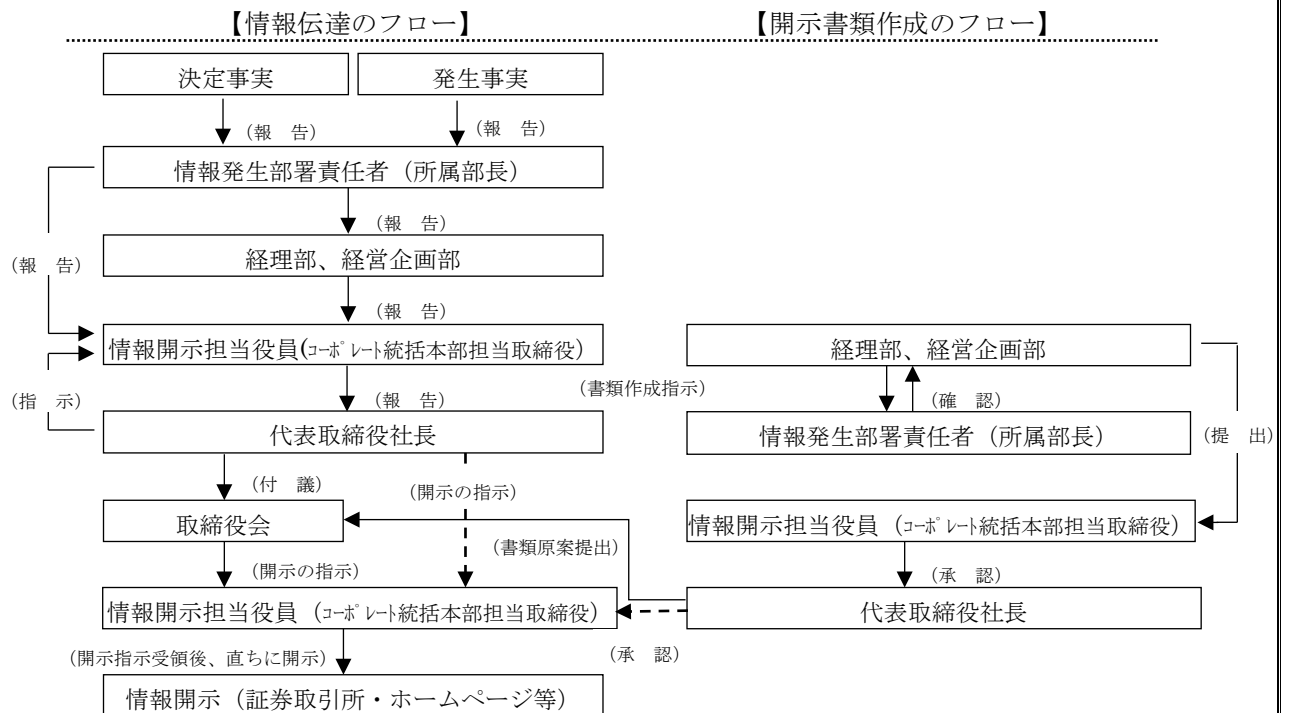 【情報伝達のフロー】 【開示書類作成のフロー】
決定事実 発生事実
（報　告） （報　告）
情報発生部署責任者（所属部長）
（報　告）
経理部、経営企画部
（報　告）
（報　告）
情報開示担当役員(ｺｰﾎﾟﾚｰﾄ統括本部担当取締役） 経理部、経営企画部
（書類作成指示）
（指　示） （報　告） （確　認）
代表取締役社長 情報発生部署責任者（所属部長） （提　出）
（付　議） （開示の指示）
取締役会 情報開示担当役員（ｺｰﾎﾟﾚｰﾄ統括本部担当取締役）
（書類原案提出）
（開示の指示） （承　認）
情報開示担当役員（ｺｰﾎﾟﾚｰﾄ統括本部担当取締役） 代表取締役社長
（開示指示受領後、直ちに開示） （承　認）
情報開示（証券取引所・ホームページ等）